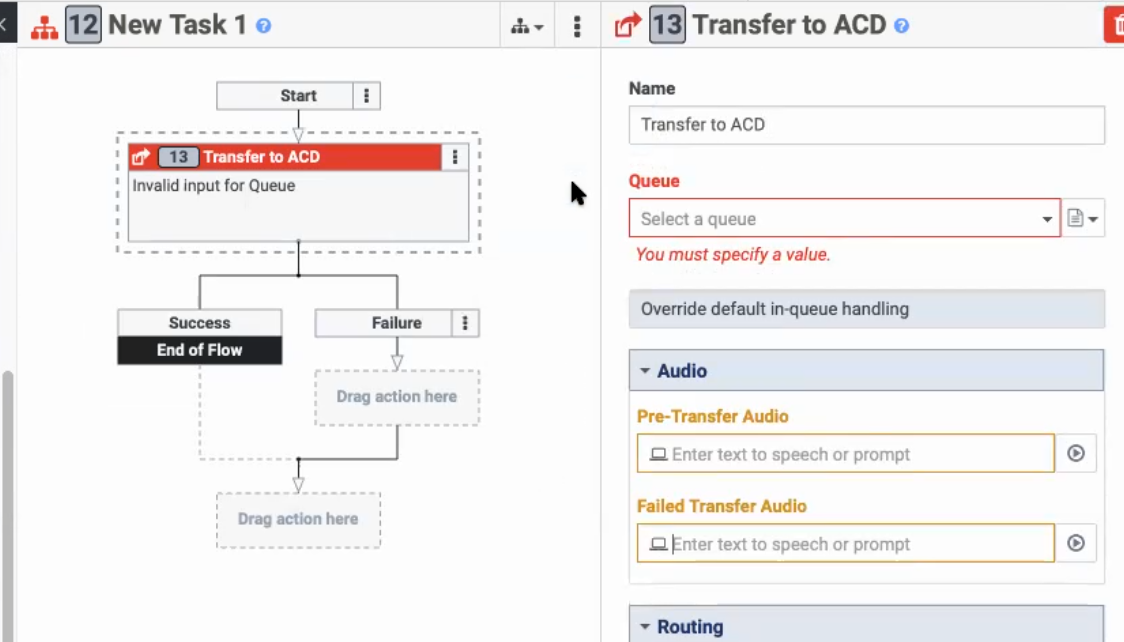 12 New Task 1 ?
Start
13 Transfer to ACD
Invalid input for Queue
Success
Failure
End of Flow
Drag action here
Drag action here
13 Transfer to ACD ?
Name
Transfer to ACD
Queue
Select a queue
You must specify a value.
Override default in-queue handling
Audio
Pre-Transfer Audio
Enter text to speech or prompt
Failed Transfer Audio
Enter text to speech or prompt
Routing